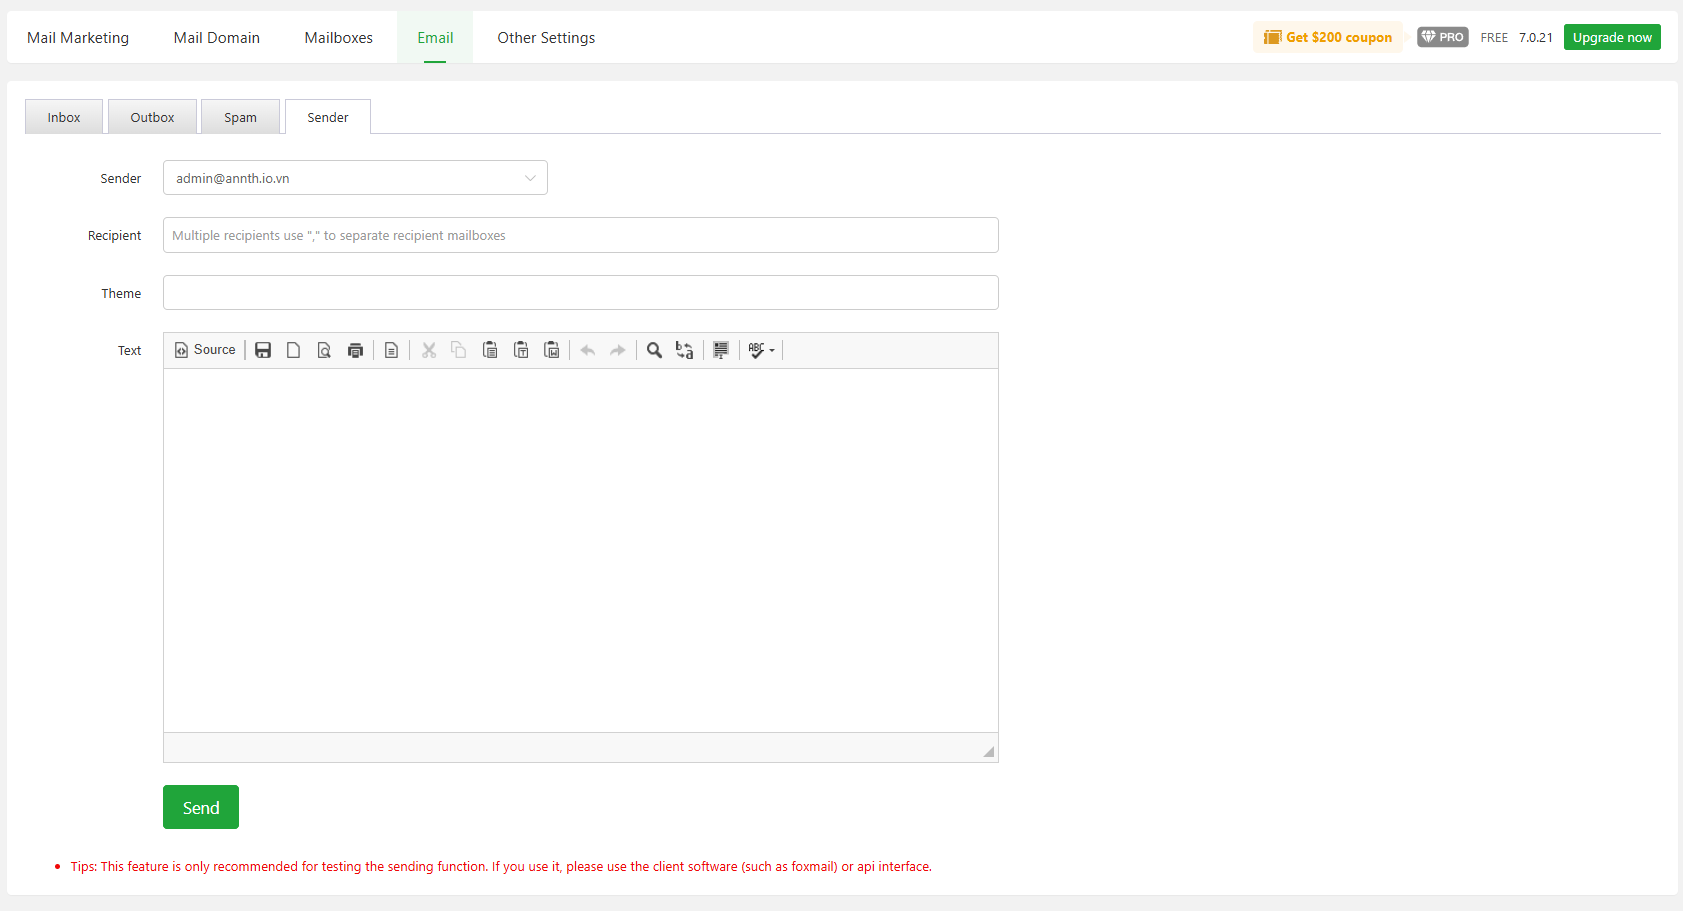 Mail Marketing Mail Domain Mailboxes Email Other Settings Get $200 coupon PRO FREE 7.0.21 Upgrade now
Inbox Outbox Spam Sender
Sender admin@annth.io.vn
Recipient Multiple recipients use "," to separate recipient mailboxes
Theme
Text Source ABC
Send
Tips: This feature is only recommended for testing the sending function. If you use it, please use the client software (such as foxmail) or api interface.